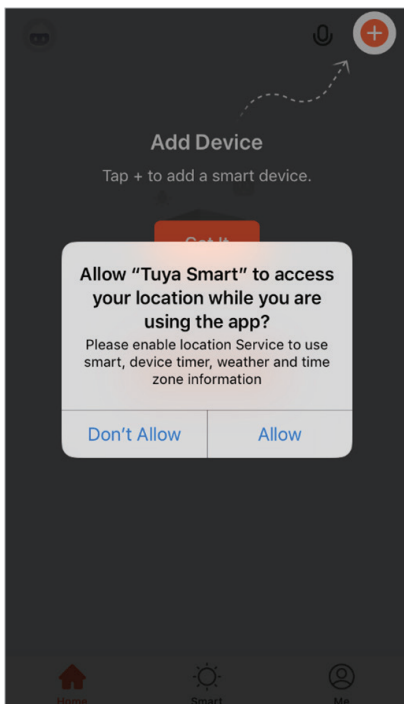 Add Device
Tap + to add a smart device.
Got It
Allow “Tuya Smart” to access
your location while you are
using the app?
Please enable location Service to use
smart, device timer, weather and time
zone information
Don’t Allow
Allow
Home
Smart
Me